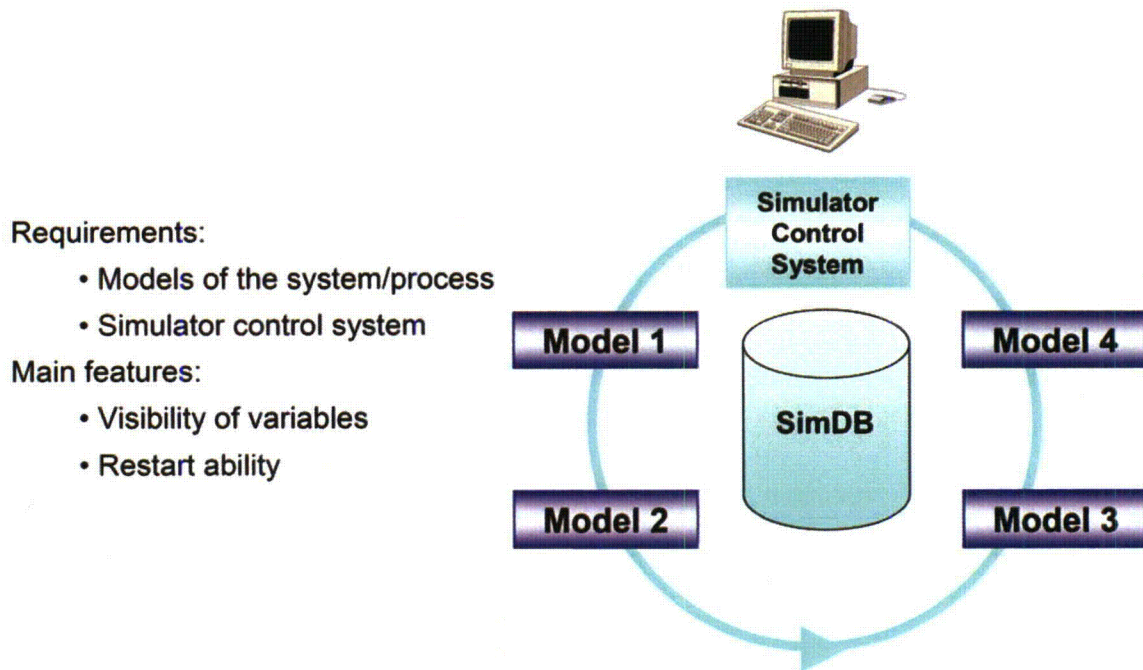 Requirements:
• Models of the system/process
• Simulator control system
Main features:
• Visibility of variables
• Restart ability
Simulator
Control
System
Model 1
Model 4
SimDB
Model 2
Model 3